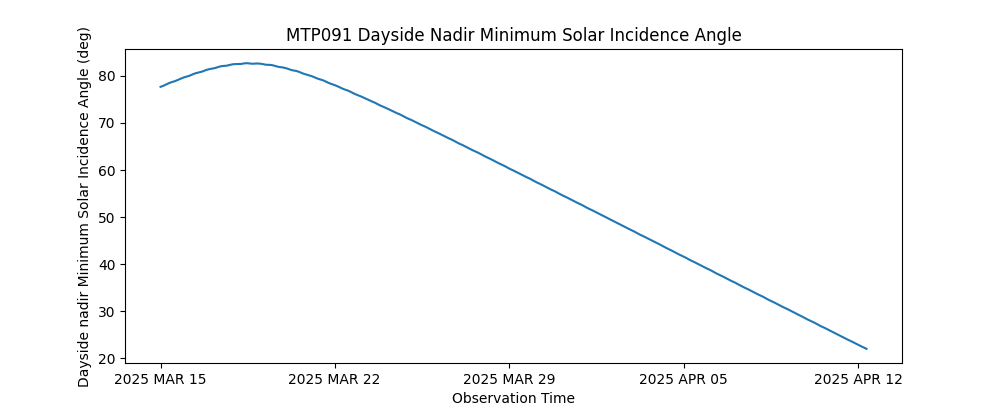 MTP091 Dayside Nadir Minimum Solar Incidence Angle
Dayside nadir Minimum Solar Incidence Angle (deg)
80
70
60
50
40
30
20
2025 MAR 15
2025 MAR 22
2025 MAR 29
2025 APR 05
2025 APR 12
Observation Time